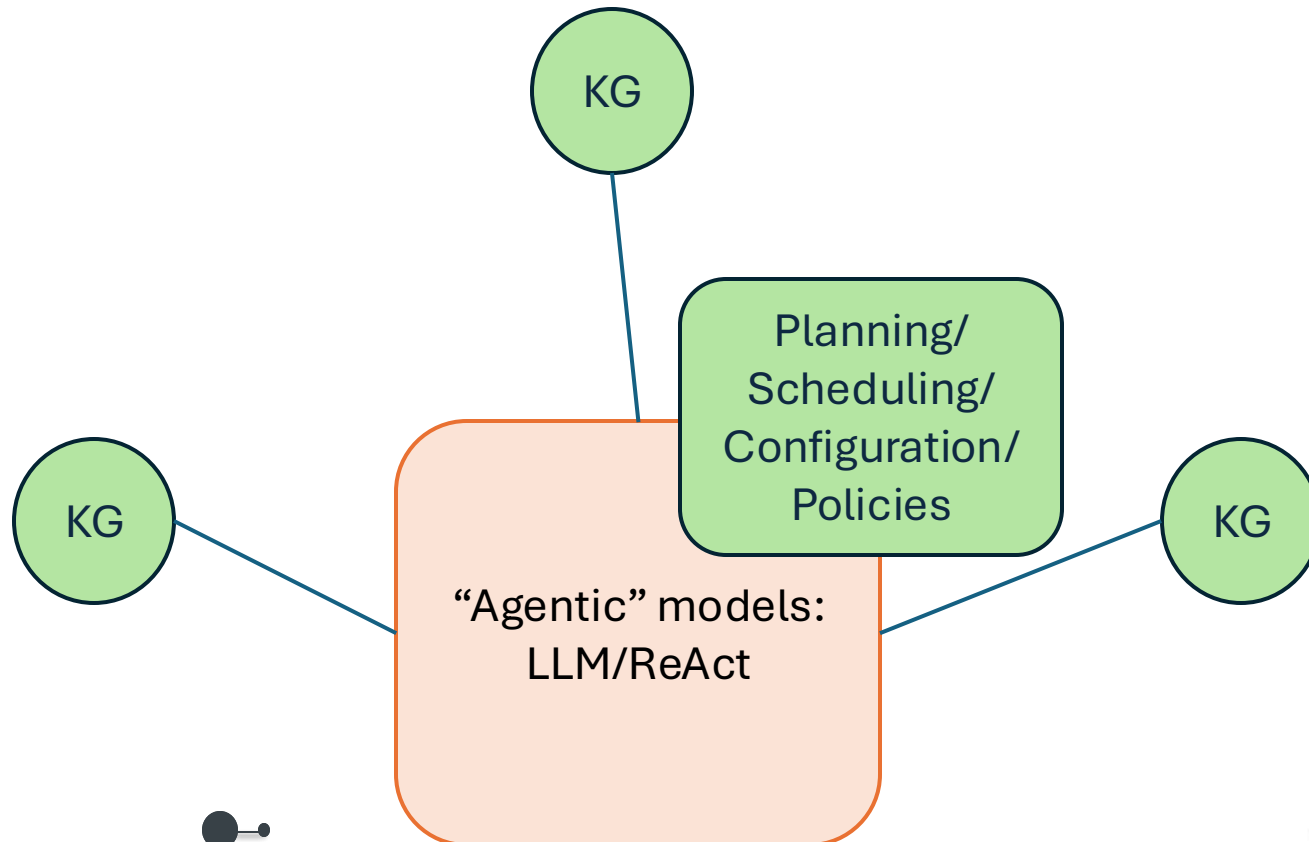 KG
Planning/
Scheduling/
Configuration/
Policies
KG
KG
“Agentic” models:
LLM/ReAct